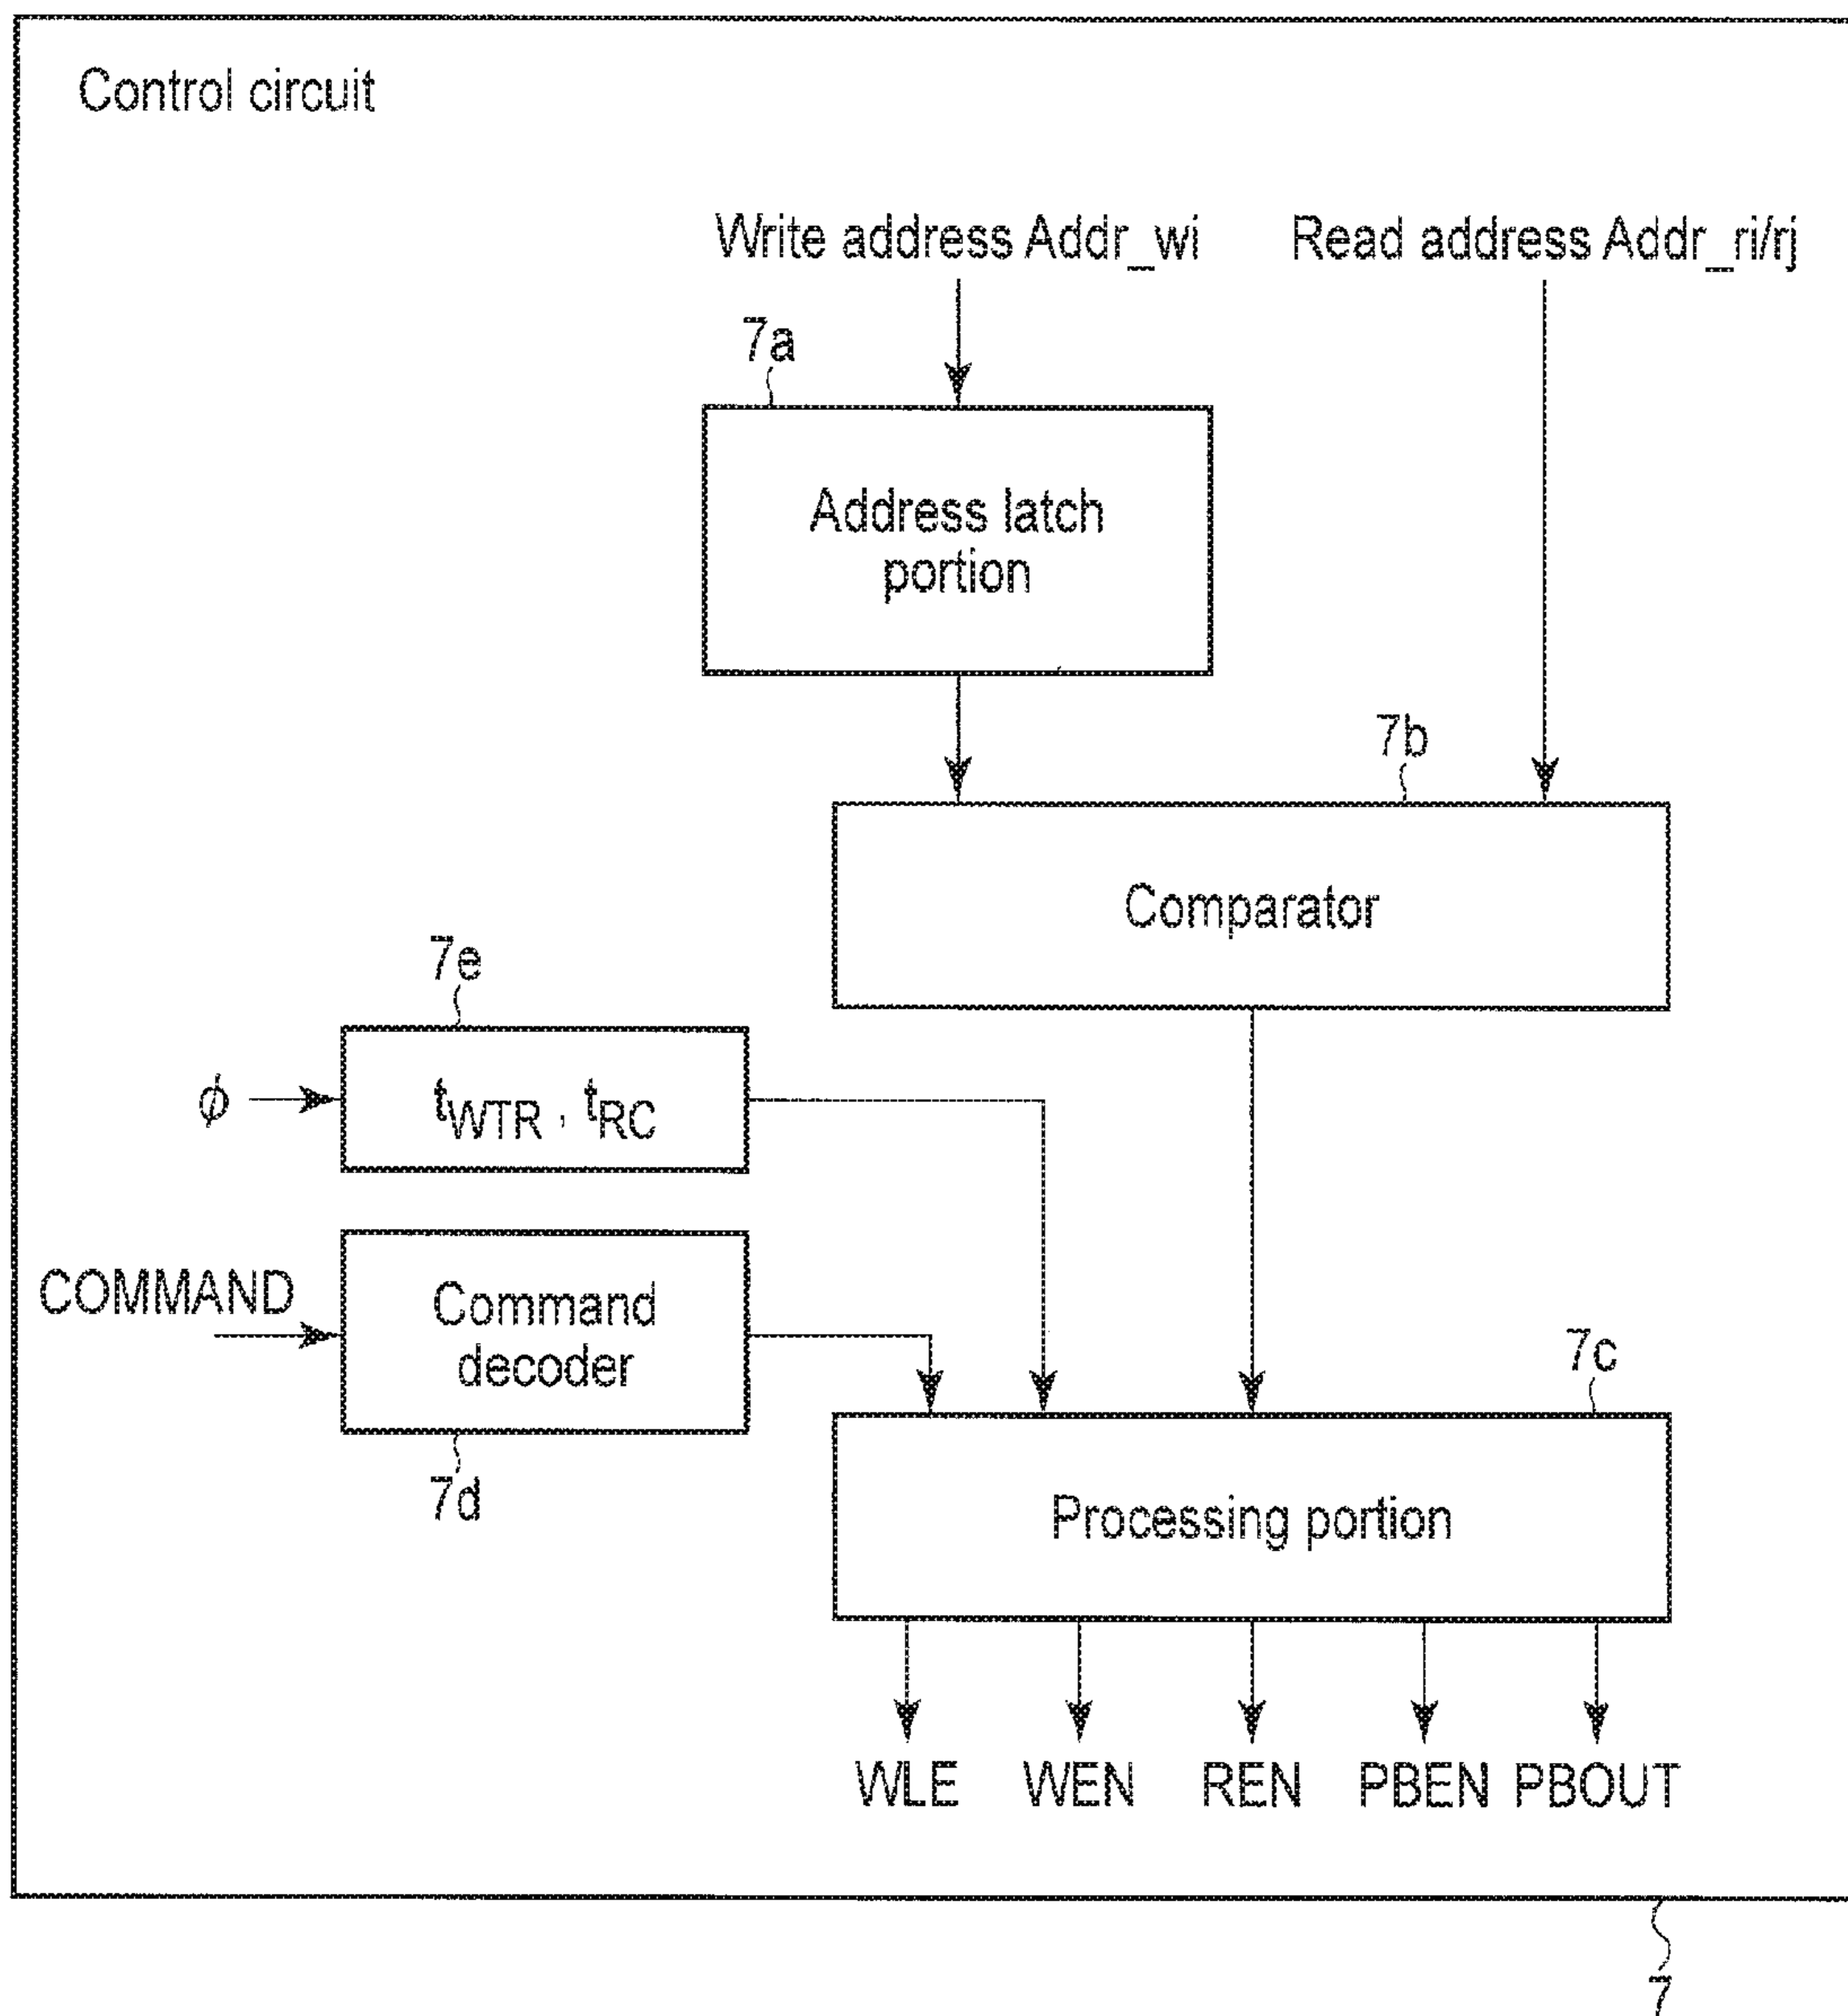 Control circuit
Write address Addr_wi
Read address Addr_ri/rj
7a
Address latch
portion
7b
Comparator
7e
ϕ
tWTR , tRC
COMMAND
Command
decoder
7d
7c
Processing portion
WLE
WEN
REN
PBEN
PBOUT
7